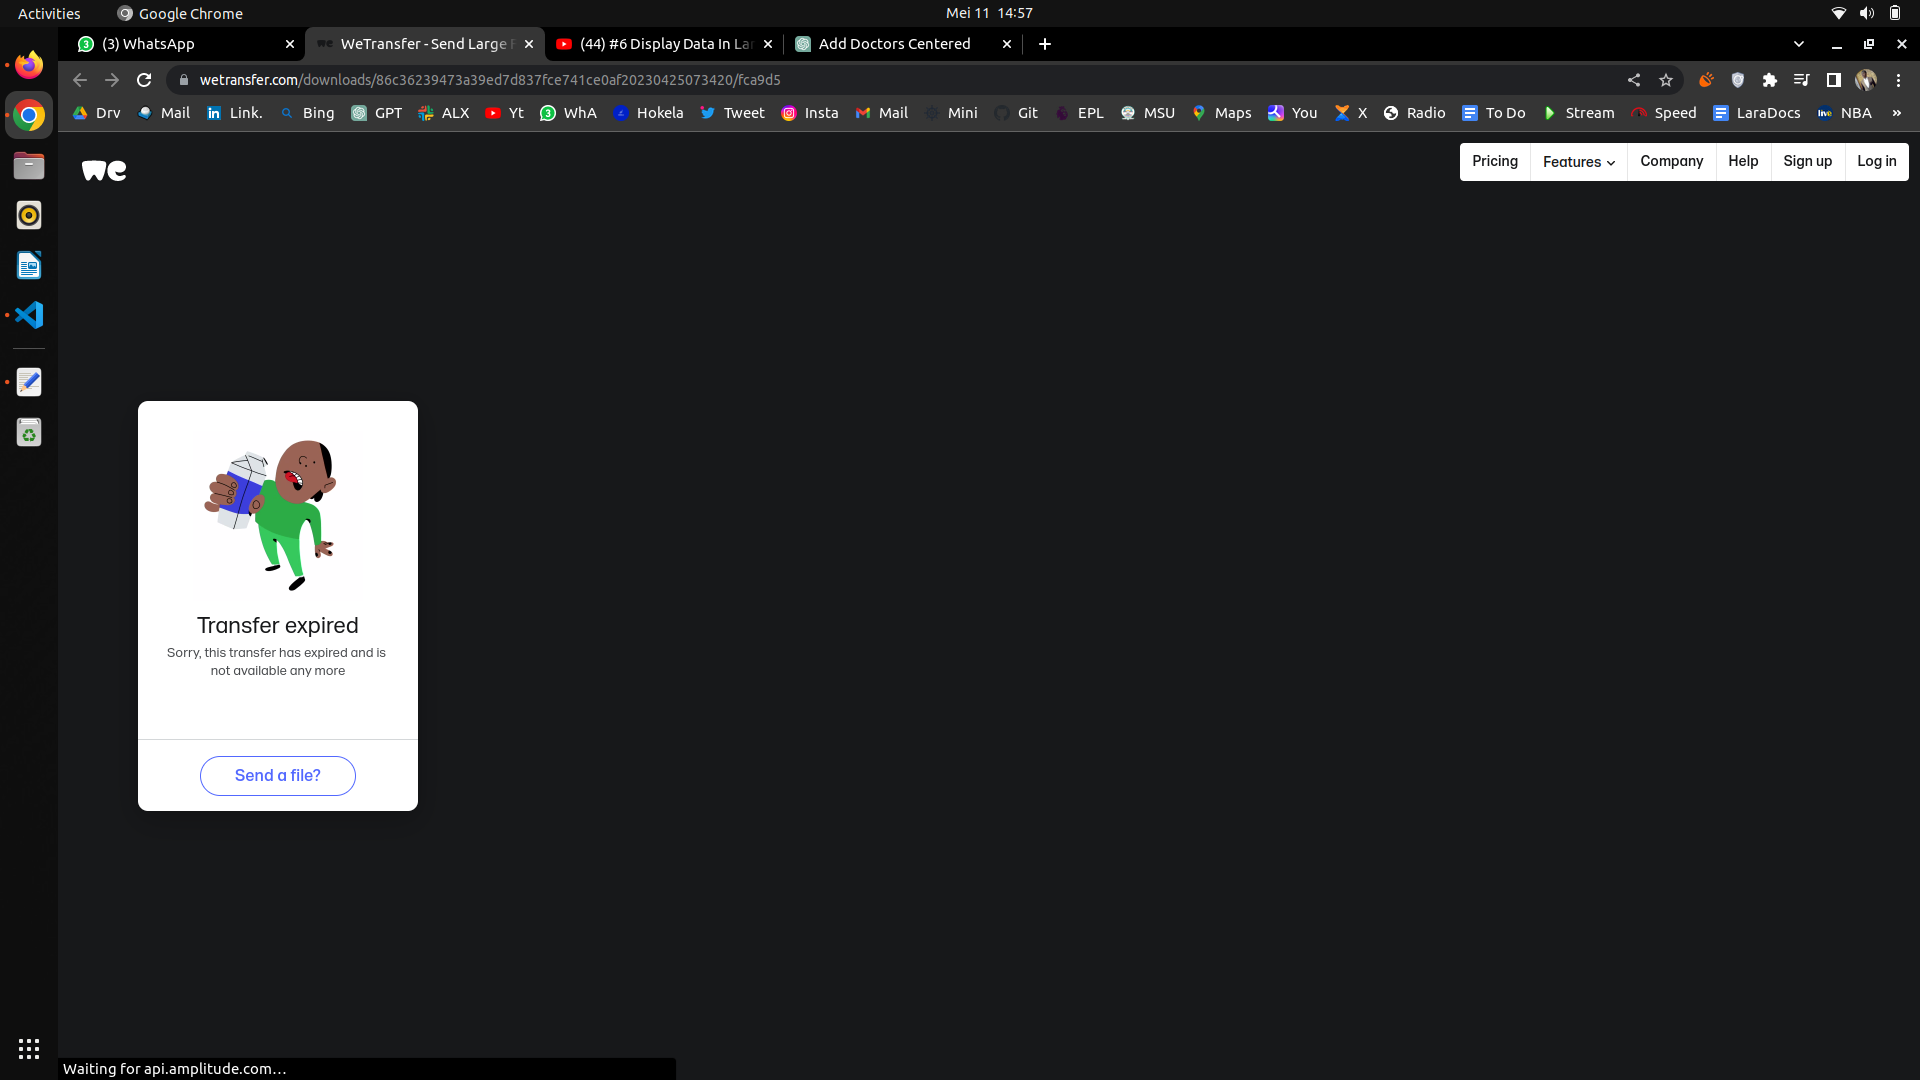 Activities
Google Chrome
Mei 11 14:57
(3) WhatsApp
WeTransfer - Send Large
(44) #6 Display Data In Lar
Add Doctors Centered
wetransfer.com/downloads/86c36239473a39ed7d837fce741ce0af20230425073420/fca9d5
Drv
Mail
Link.
Bing
GPT
ALX
Yt
WhA
Hokela
Tweet
Insta
Mail
Mini
Git
EPL
MSU
Maps
You
X
Radio
To Do
Stream
Speed
LaraDocs
NBA
»
we
Pricing
Features
Company
Help
Sign up
Log in
Transfer expired
Sorry, this transfer has expired and is
not available any more
Send a file?
Waiting for api.amplitude.com...